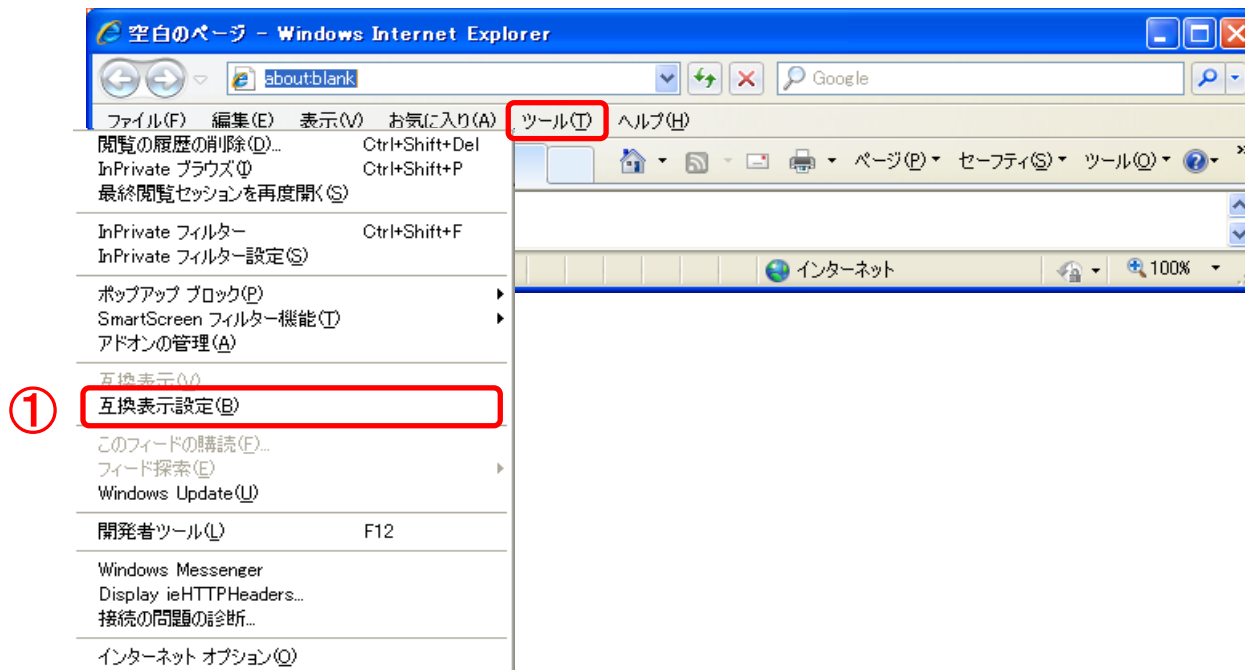 空白のページ - Windows Internet Explorer
about:blank
Google
ファイル(F) 編集(E) 表示(V) お気に入り(A) ツール(T) ヘルプ(H)
閲覧の履歴の削除(D)... Ctrl+Shift+Del
InPrivate ブラウズ(I) Ctrl+Shift+P
最終閲覧セッションを再度開く(S)
ページ(P) セーフティ(S) ツール(O) »
InPrivate フィルター Ctrl+Shift+F
InPrivate フィルター設定(S)
インターネット 100%
ポップアップ ブロック(P)
SmartScreen フィルター機能(T)
アドオンの管理(A)
互換表示(V)
① 互換表示設定(B)
このフィードの購読(F)...
フィード探索(E)
Windows Update(U)
開発者ツール(L) F12
Windows Messenger
Display ieHTTPHeaders...
接続の問題の診断...
インターネット オプション(O)